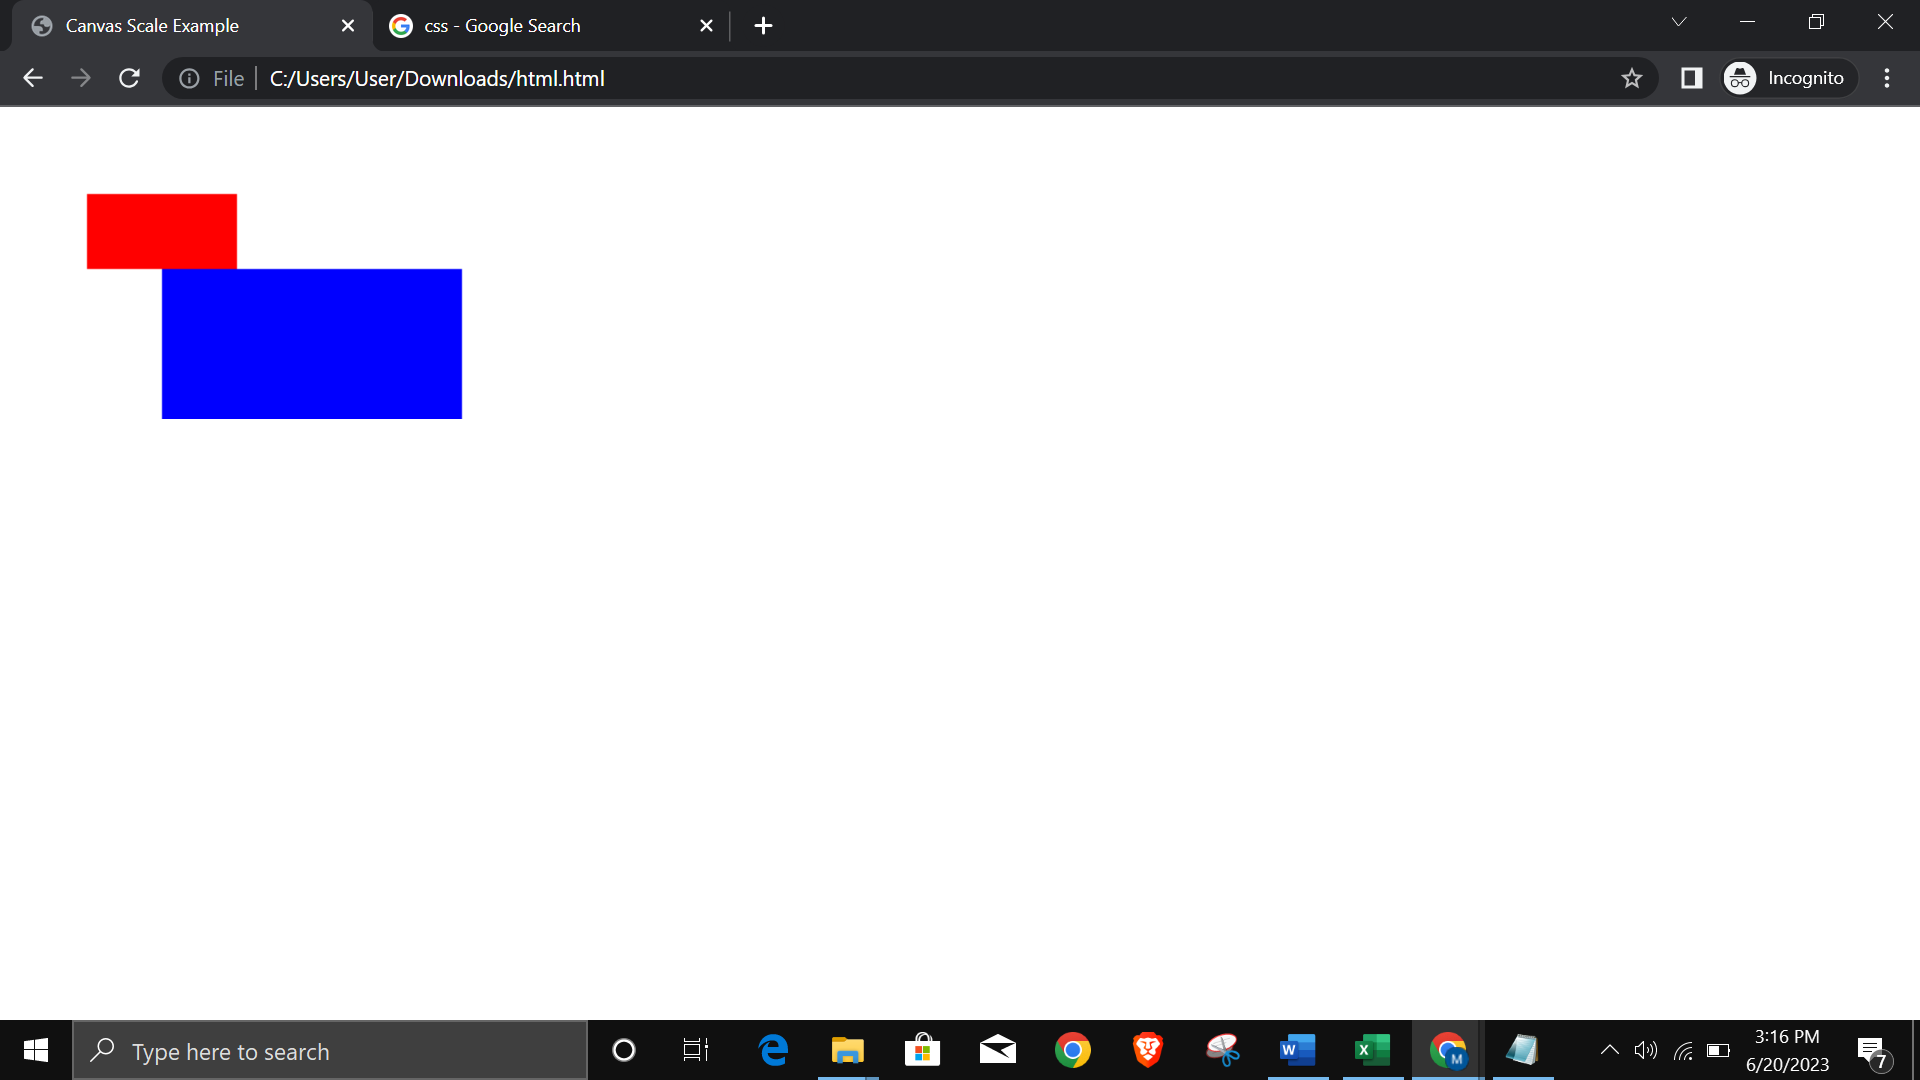 Canvas Scale Example
css - Google Search
File
C:/Users/User/Downloads/html.html
Incognito
Type here to search
W
X
M
3:16 PM
6/20/2023
7